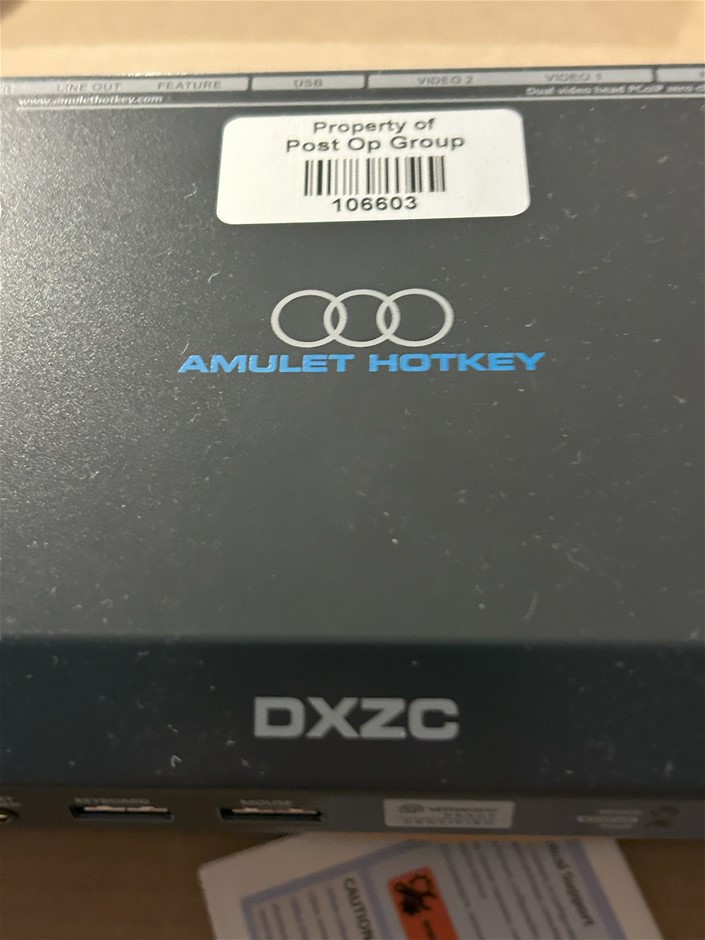 LINE OUT FEATURE USB VIDEO 2 VIDEO 1
www.amulethotkey.com Dual video head PCoIP zero
Property of
Post Op Group
106603
AMULET HOTKEY
DXZC
KEYBOARD MOUSE
CAUTION
Support